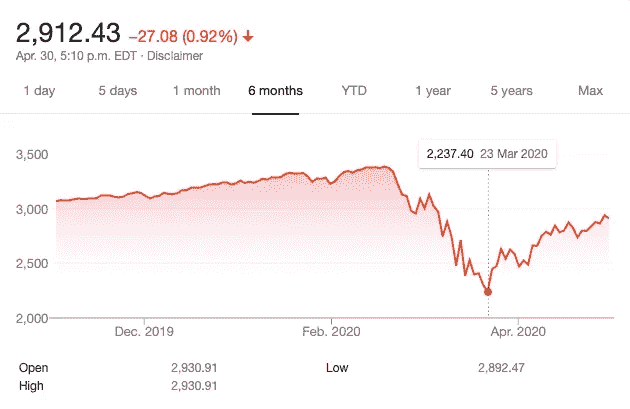 2,912.43 −27.08 (0.92%) ↓
Apr. 30, 5:10 p.m. EDT · Disclaimer
1 day 5 days 1 month 6 months YTD 1 year 5 years Max
2,237.40 23 Mar 2020
3,500
3,000
2,500
2,000
Dec. 2019 Feb. 2020 Apr. 2020
Open 2,930.91 Low 2,892.47
High 2,930.91